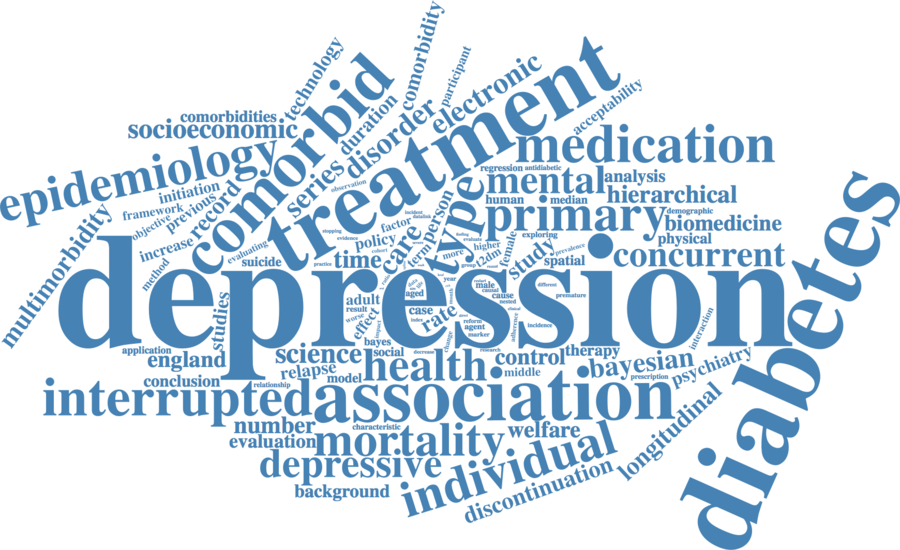 comorbidity
technology
participant
comorbidities
socioeconomic
duration
electronic
acceptability
comorbid
disorder
treatment
medication
epidemiology
series
observation
regression
antidiabetic
mental
analysis
initiation
record
framework
previous
objective
human
median
hierarchical
primary
demographic
biomedicine
physical
multimorbidity
increase
method
evaluating
suicide
stopping
evidence
practice
factor
policy
time
care
term
person
type
incident
more
higher
group
t2dm
female
finding
evaluate
exploring
study
prevalence
spatial
concurrent
depression
diabetes
studies
adult
result
worse
effect
impact
aged
case
index
rate
year
male
causal
cause
nested
different
premature
clinical
reform
agent
marker
adherence
incidence
change
interaction
application
england
science
bayes
social
decrease
research
control
therapy
bayesian
psychiatry
prescription
conclusion
relationship
relapse
model
health
middle
interrupted
association
longitudinal
number
characteristic
evaluation
mortality
welfare
individual
depressive
background
discontinuation